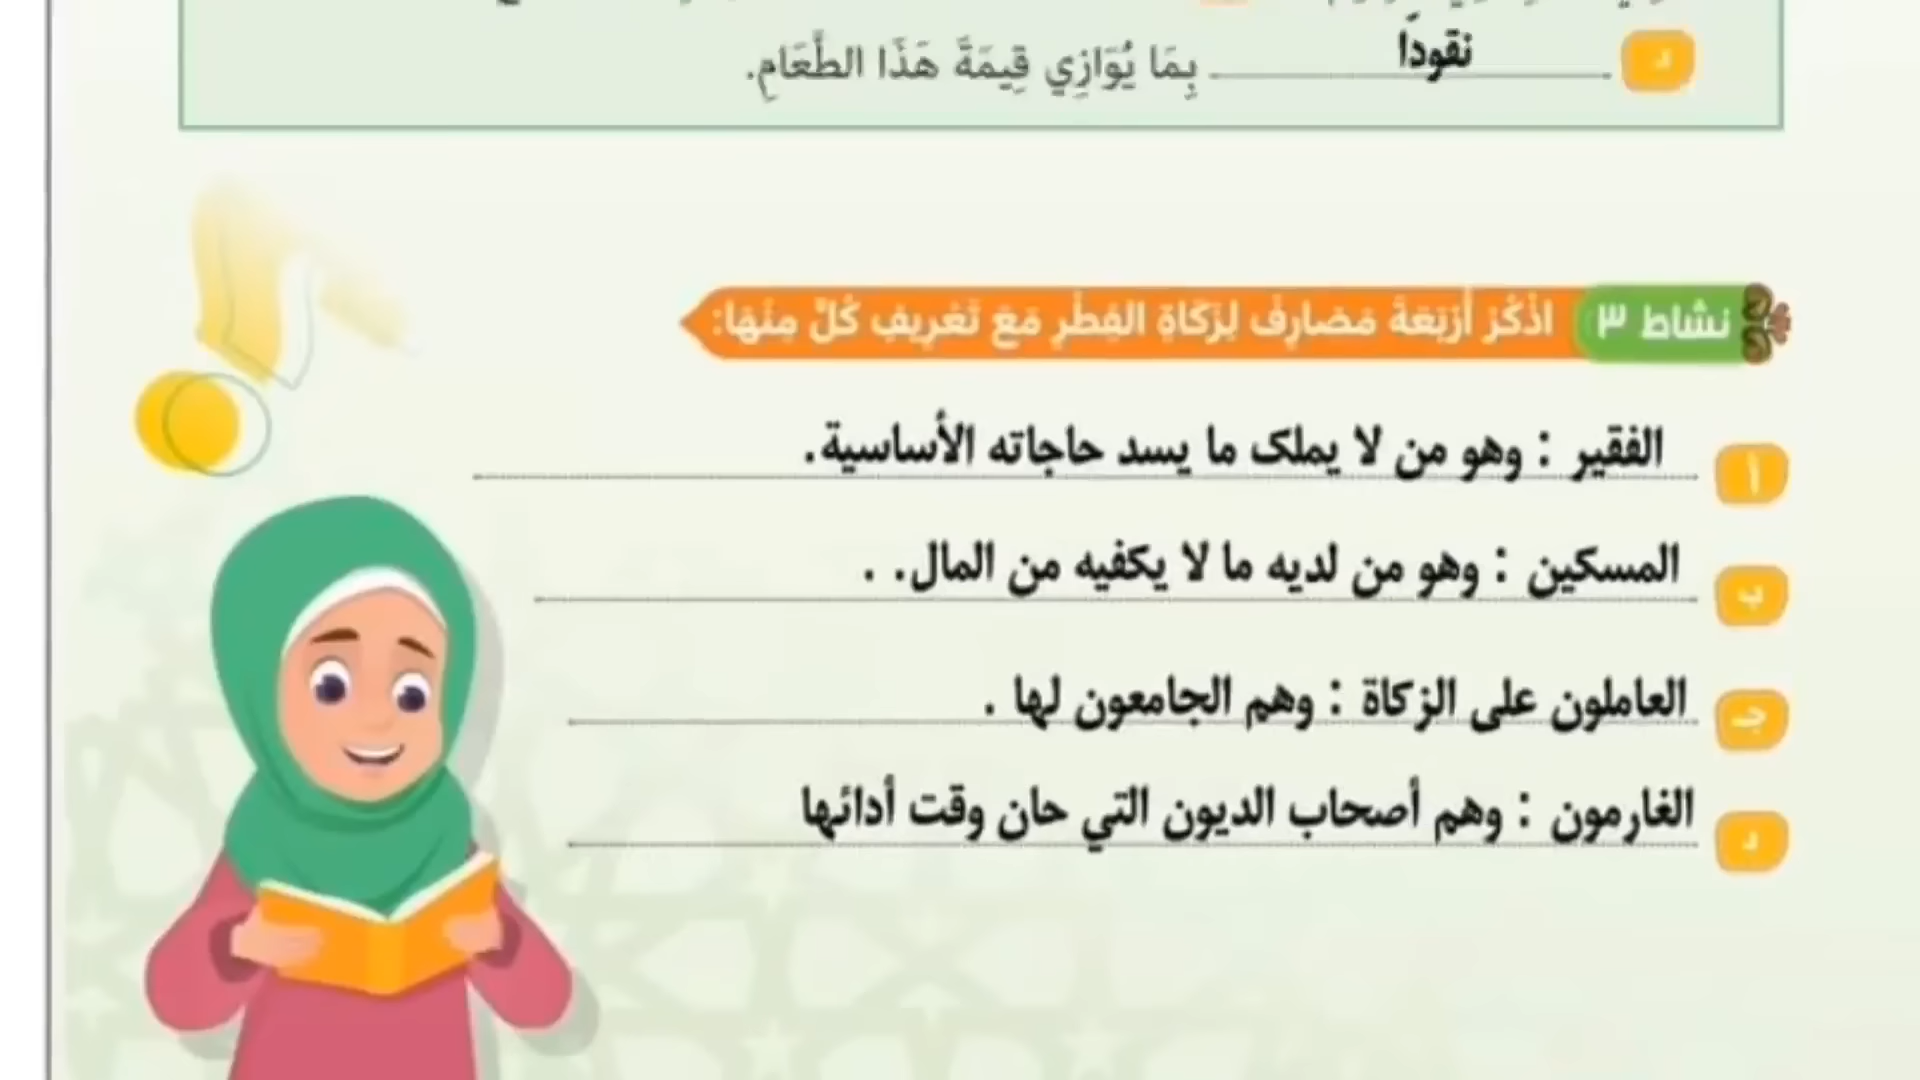 د نقوداً بِمَا يُوَازِي قِيمَةَ هَذَا الطَّعَامِ.
نشاط ٣ اذْكُرْ أَرْبَعَةَ مَصَارِفَ لِزَكَاةِ الفِطْرِ مَعَ تَعْرِيفِ كُلٍّ مِنْهَا:
أ الفقير : وهو من لا يملك ما يسد حاجاته الأساسية.
ب المسكين : وهو من لديه ما لا يكفيه من المال. .
جـ العاملون على الزكاة : وهم الجامعون لها .
د الغارمون : وهم أصحاب الديون التي حان وقت أدائها